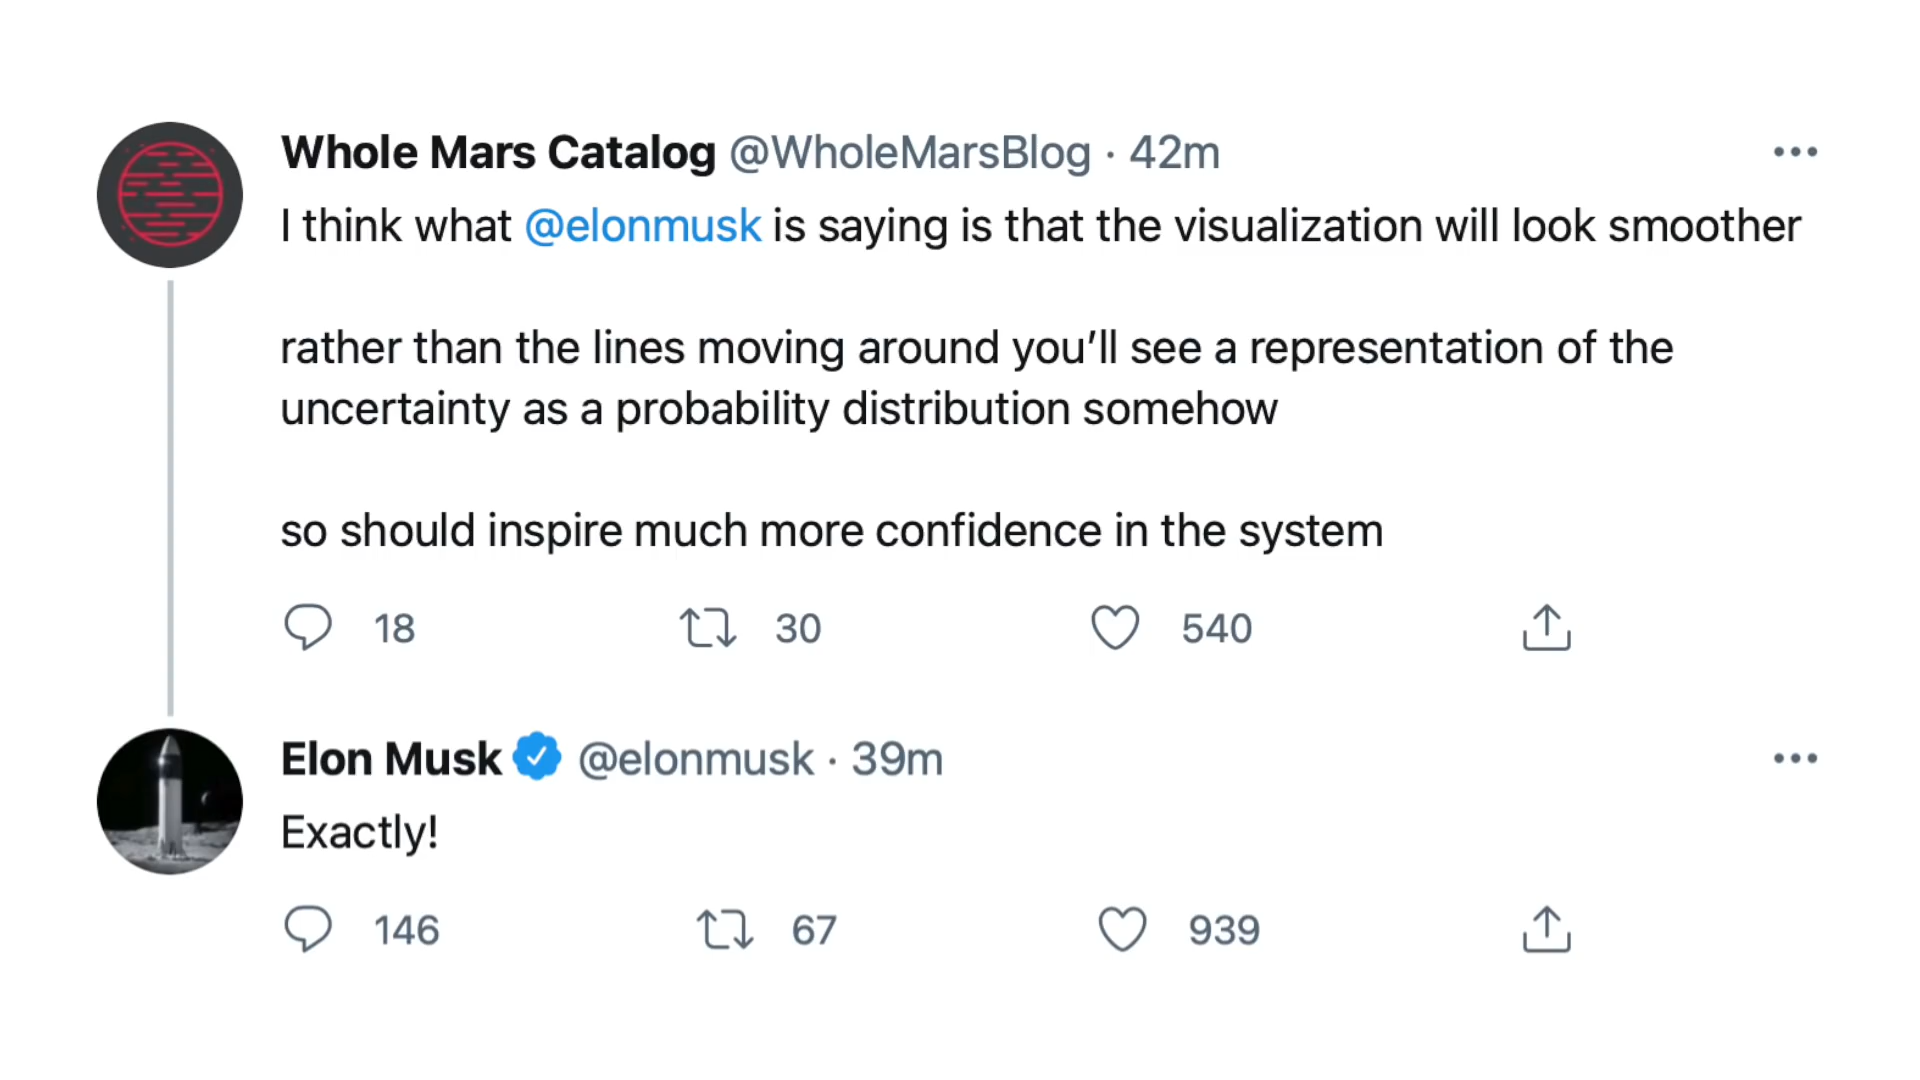 Whole Mars Catalog @WholeMarsBlog · 42m
I think what @elonmusk is saying is that the visualization will look smoother
rather than the lines moving around you’ll see a representation of the
uncertainty as a probability distribution somehow
so should inspire much more confidence in the system
18 30 540
Elon Musk @elonmusk · 39m
Exactly!
146 67 939